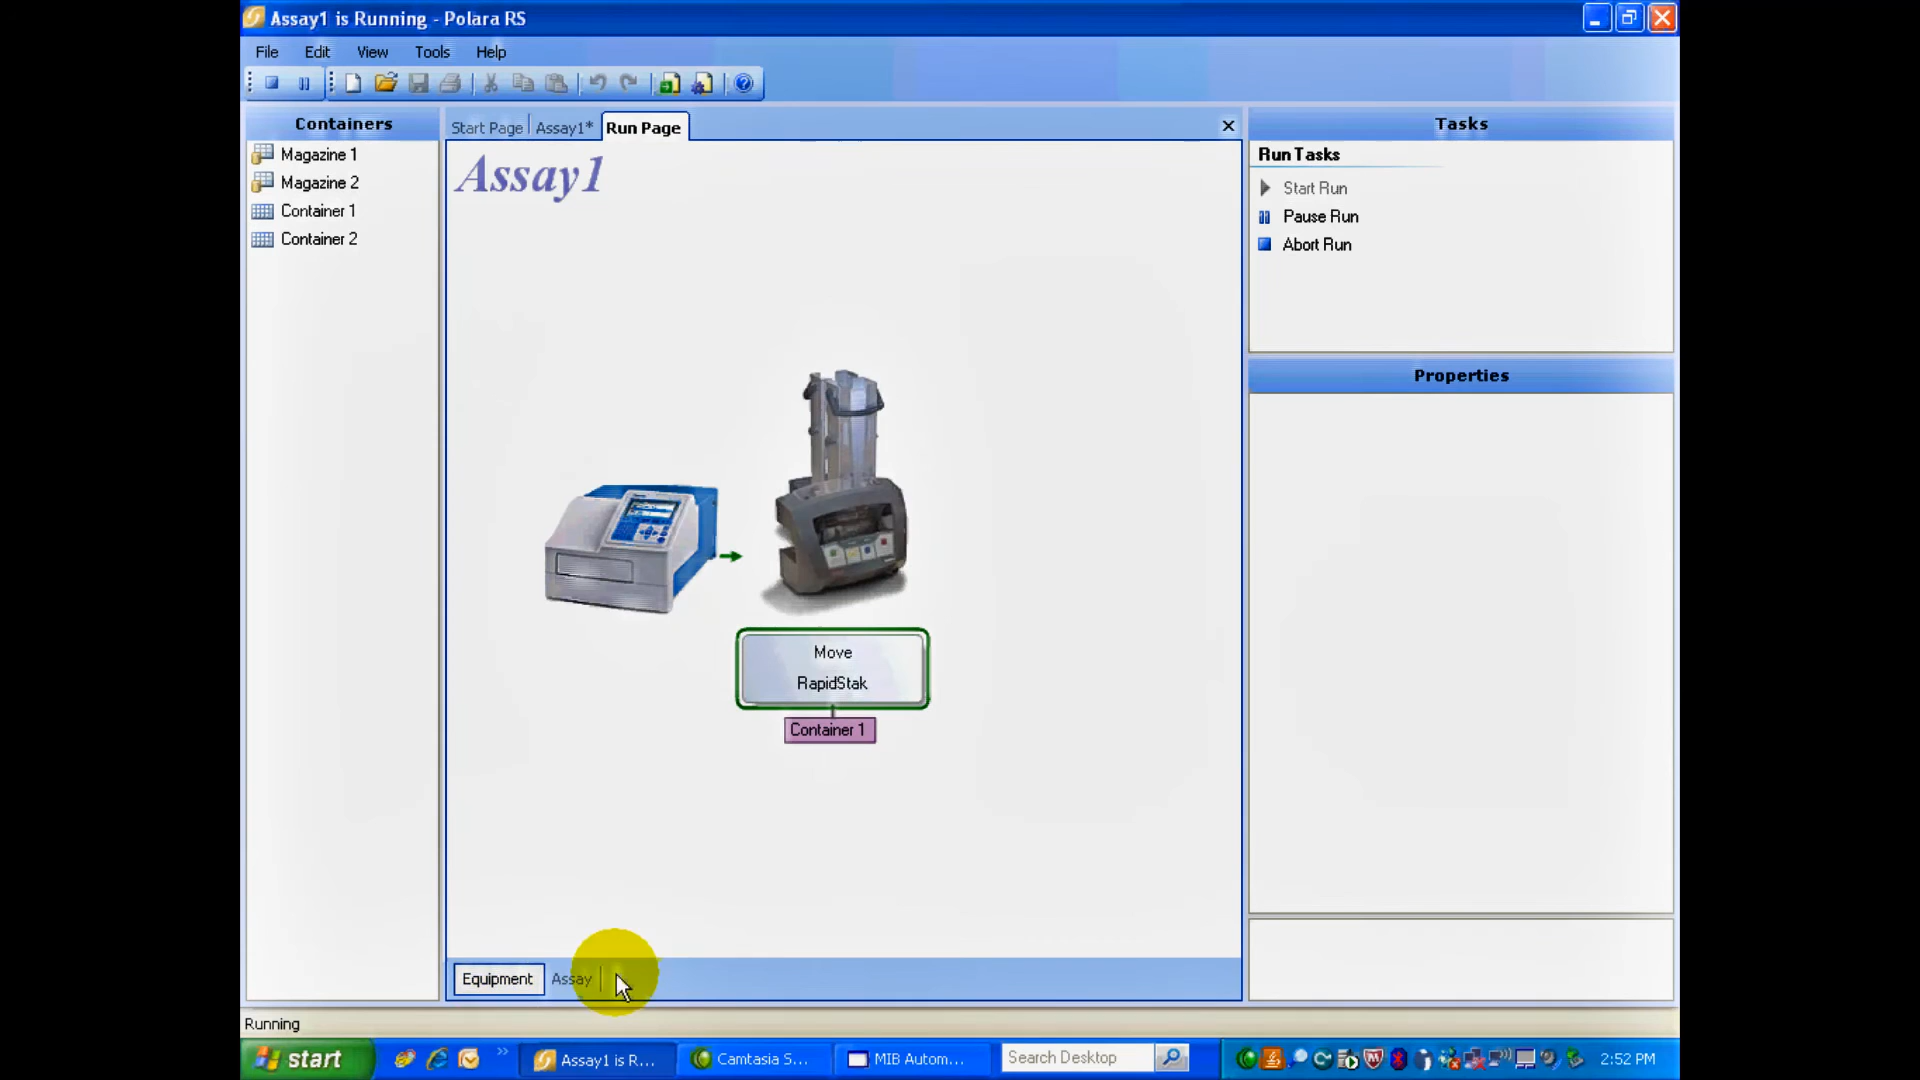 Assay1 is Running - Polara RS
File Edit View Tools Help
Containers
Magazine 1
Magazine 2
Container 1
Container 2
Start Page Assay1* Run Page
Assay1
Move
RapidStak
Container 1
Equipment Assay
Tasks
Run Tasks
Start Run
Pause Run
Abort Run
Properties
Running
start
Assay1 is R...
Camtasia S...
MIB Autom...
Search Desktop
2:52 PM